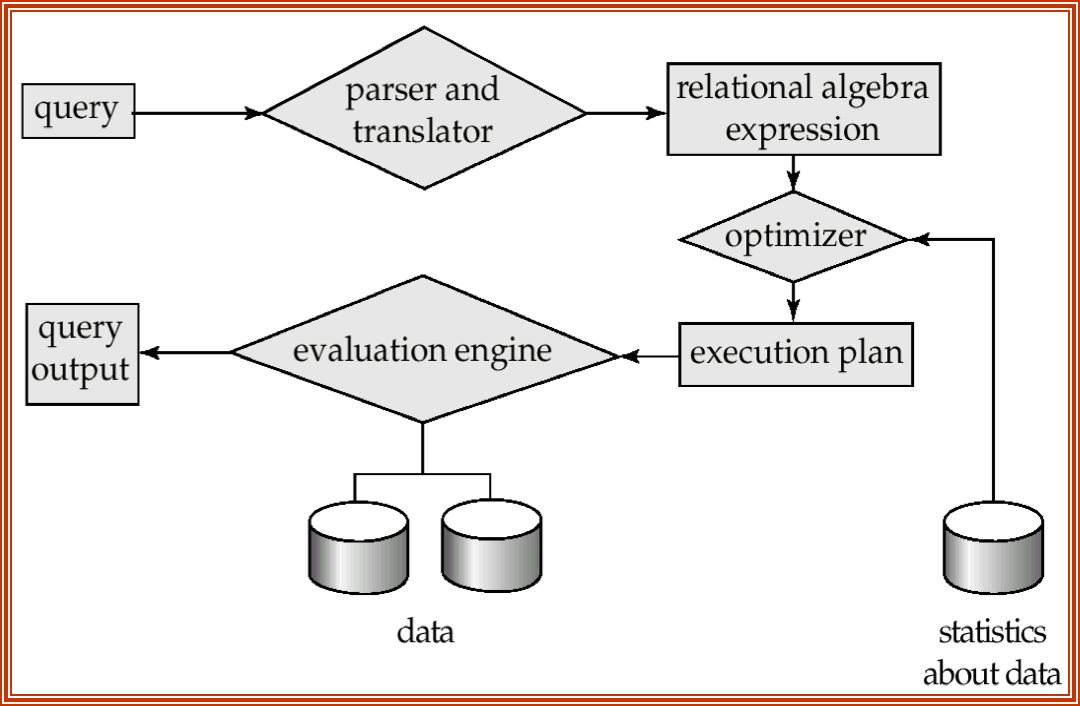 query
parser and
translator
relational algebra
expression
optimizer
execution plan
evaluation engine
query
output
data
statistics
about data